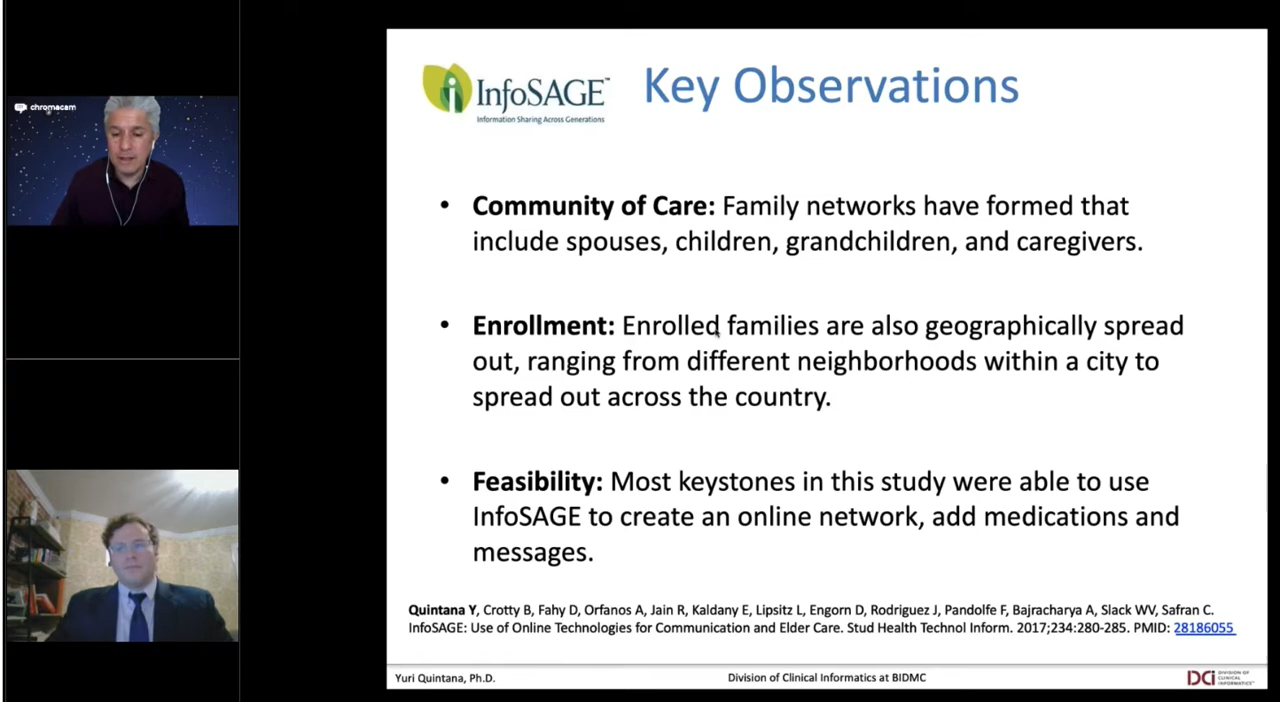 chromacam
InfoSAGE™
Information Sharing Across Generations
Key Observations
• Community of Care: Family networks have formed that
include spouses, children, grandchildren, and caregivers.
• Enrollment: Enrolled families are also geographically spread
out, ranging from different neighborhoods within a city to
spread out across the country.
• Feasibility: Most keystones in this study were able to use
InfoSAGE to create an online network, add medications and
messages.
Quintana Y, Crotty B, Fahy D, Orfanos A, Jain R, Kaldany E, Lipsitz L, Engorn D, Rodriguez J, Pandolfe F, Bajracharya A, Slack WV, Safran C.
InfoSAGE: Use of Online Technologies for Communication and Elder Care. Stud Health Technol Inform. 2017;234:280-285. PMID: 28186055
Yuri Quintana, Ph.D.
Division of Clinical Informatics at BIDMC
DCi
DIVISION OF
CLINICAL
INFORMATICS™